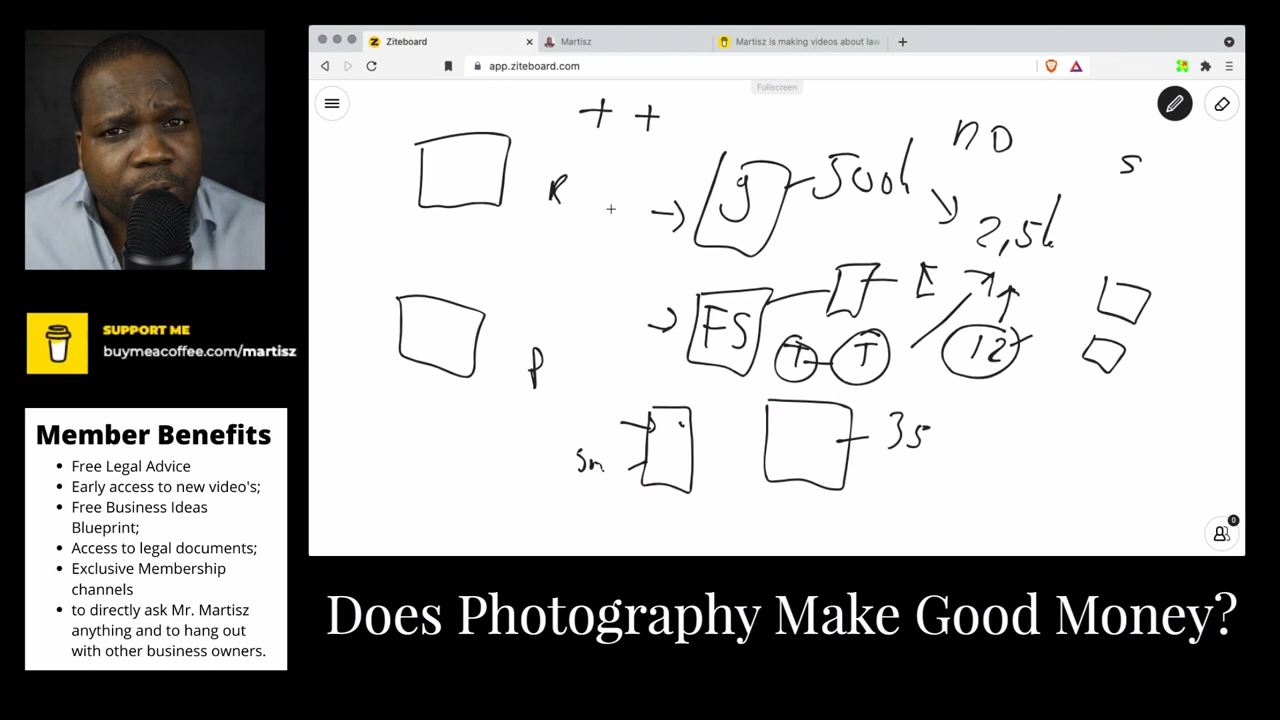 Ziteboard
Martisz
Martisz is making videos about law
app.ziteboard.com
Fullscreen
+ +
no
s
R
g
500k
2,5k
FS
T
T
12
p
35
sm
0
SUPPORT ME
buymeacoffee.com/martisz
Member Benefits
• Free Legal Advice
• Early access to new video's;
• Free Business Ideas
Blueprint;
• Access to legal documents;
• Exclusive Membership
channels
• to directly ask Mr. Martisz
anything and to hang out
with other business owners.
Does Photography Make Good Money?